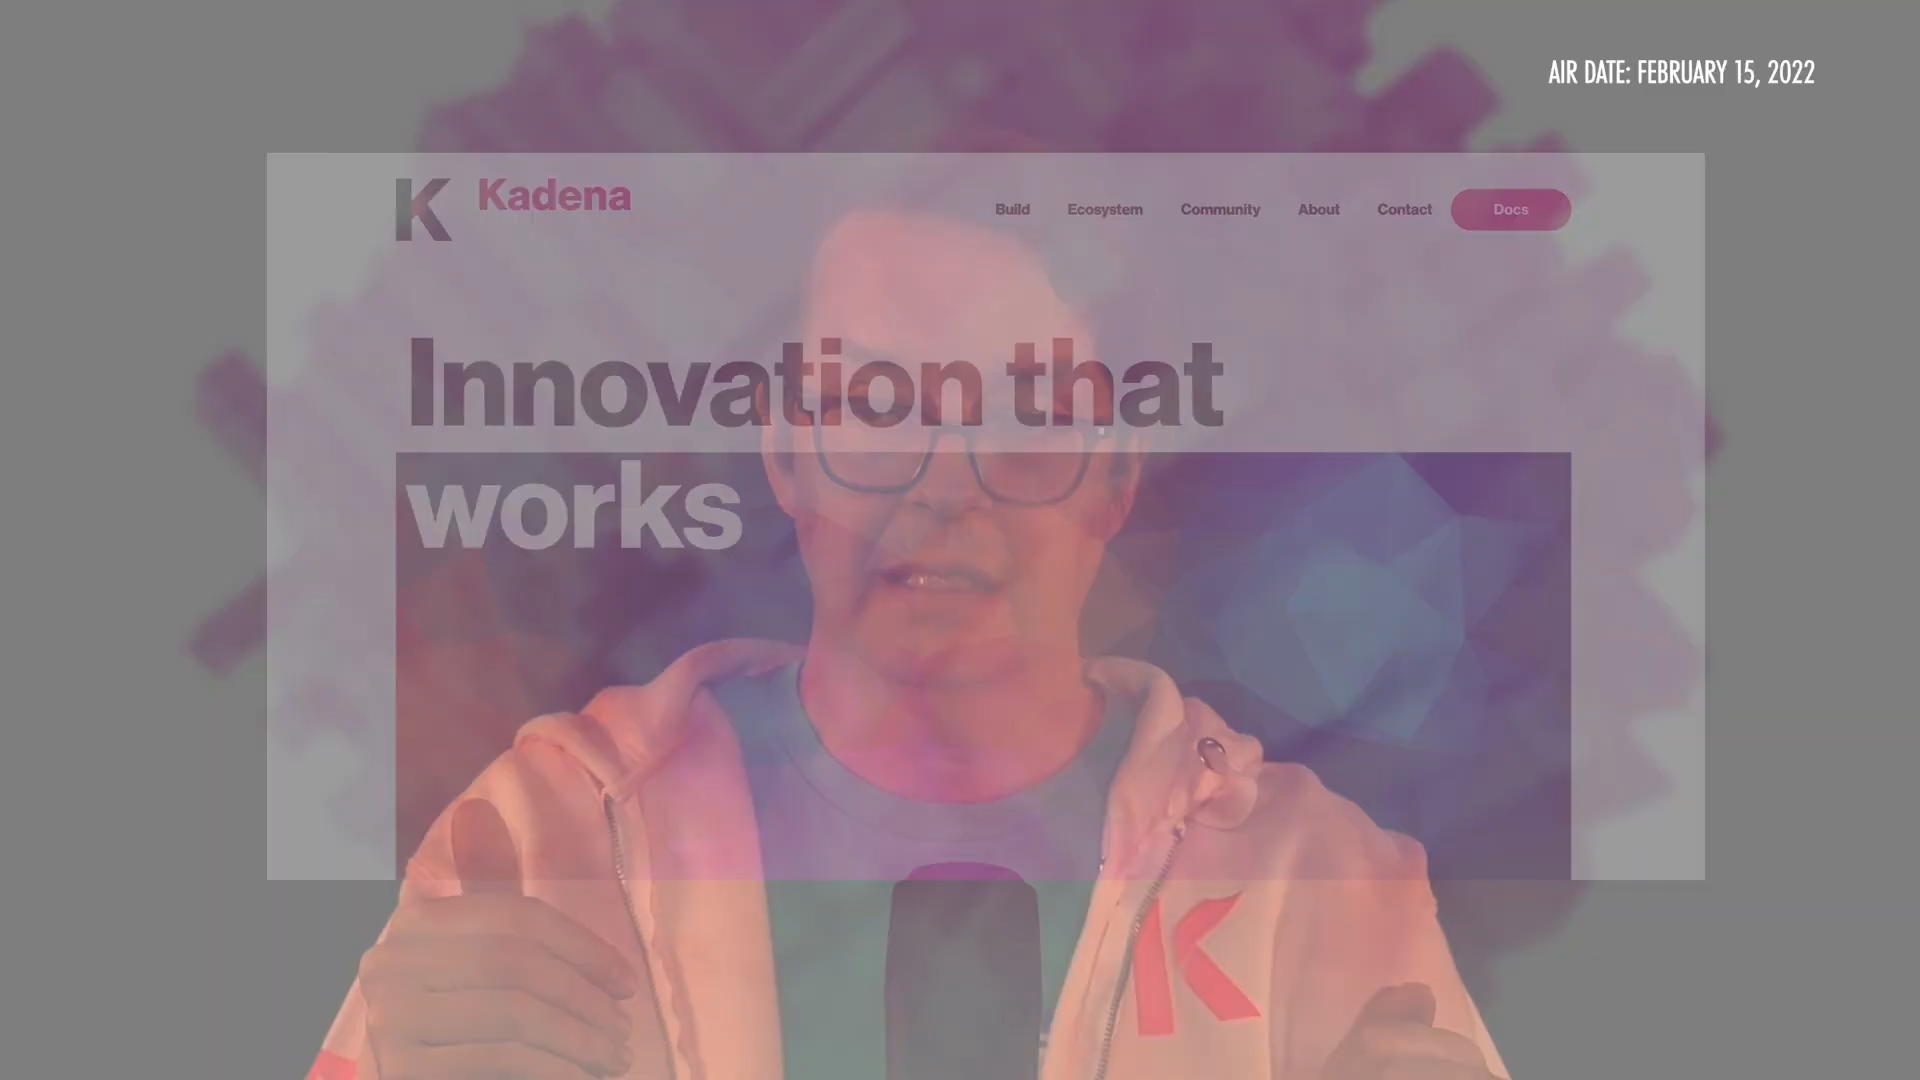 AIR DATE: FEBRUARY 15, 2022
K Kadena
Build Ecosystem Community About Contact Docs
Innovation that
works
K